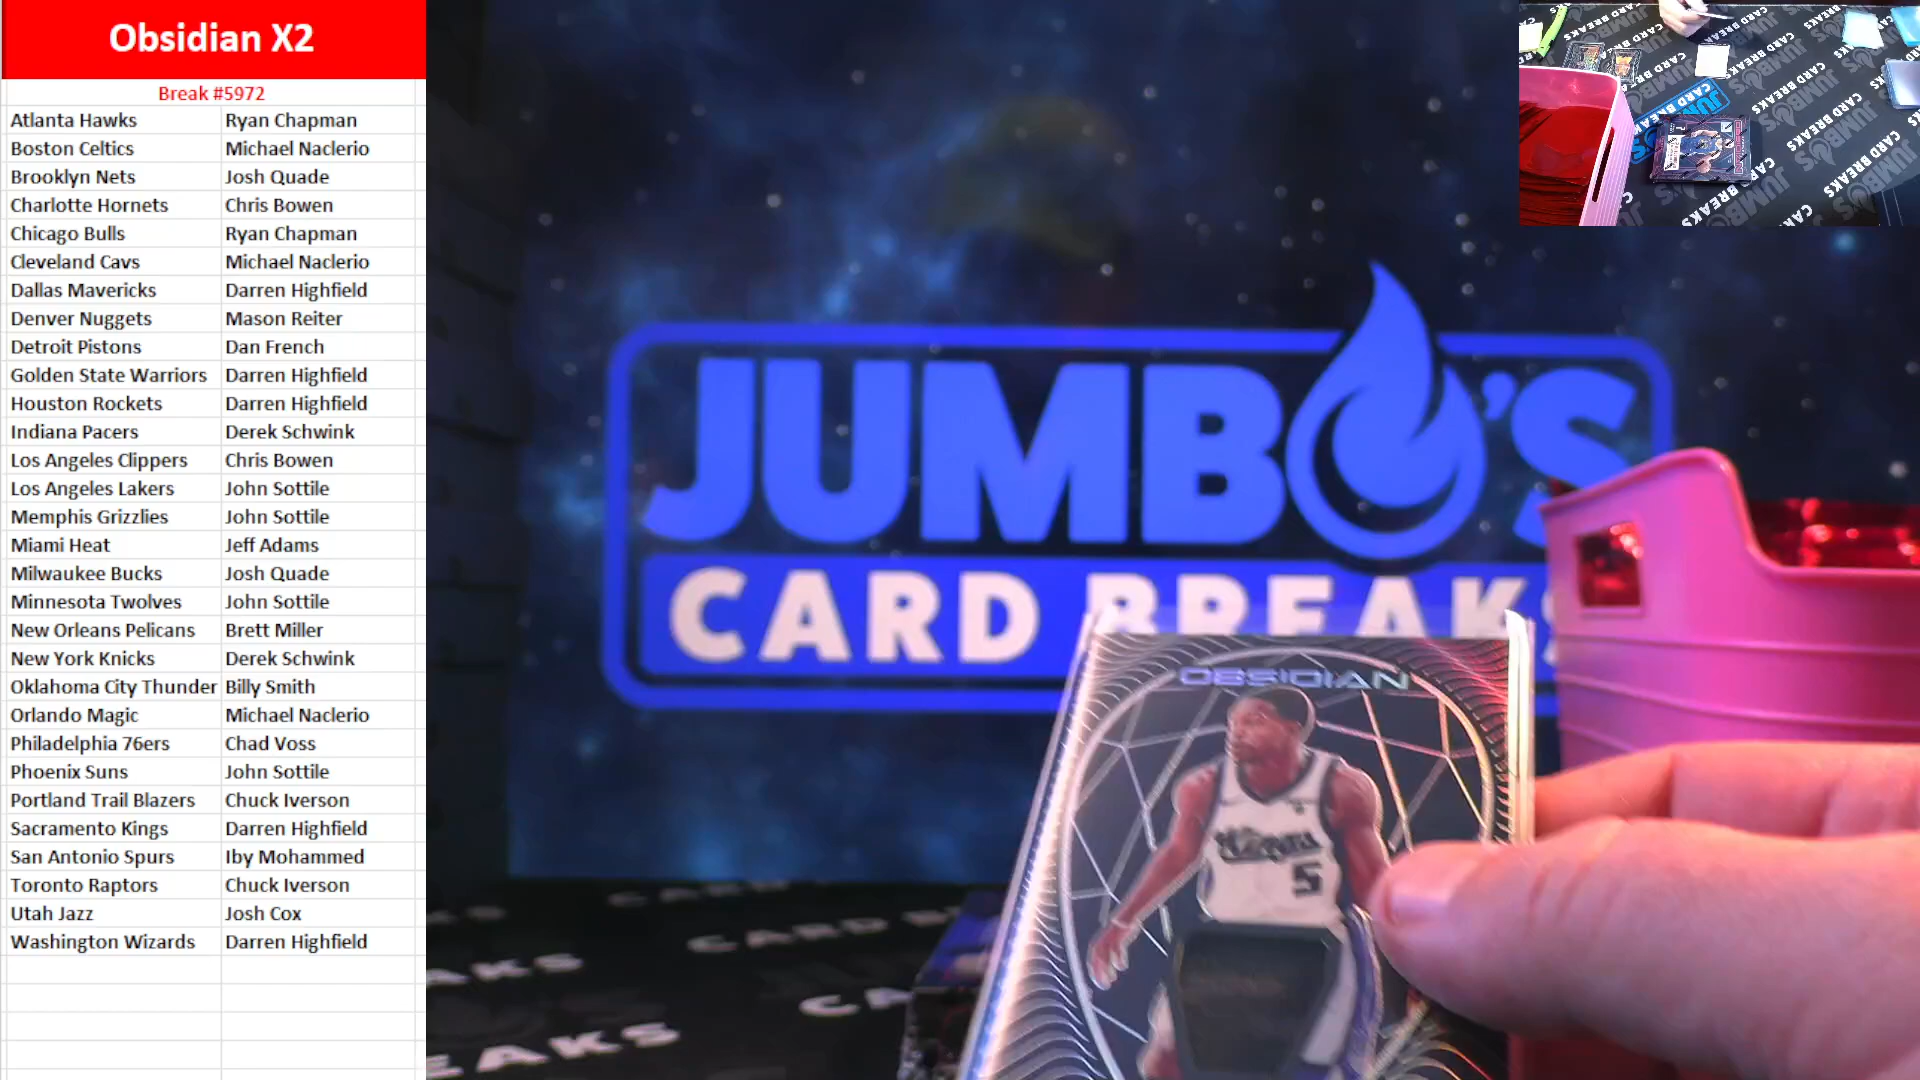 Obsidian X2
Break #5972
Atlanta Hawks Ryan Chapman
Boston Celtics Michael Naclerio
Brooklyn Nets Josh Quade
Charlotte Hornets Chris Bowen
Chicago Bulls Ryan Chapman
Cleveland Cavs Michael Naclerio
Dallas Mavericks Darren Highfield
Denver Nuggets Mason Reiter
Detroit Pistons Dan French
Golden State Warriors Darren Highfield
Houston Rockets Darren Highfield
Indiana Pacers Derek Schwink
Los Angeles Clippers Chris Bowen
Los Angeles Lakers John Sottile
Memphis Grizzlies John Sottile
Miami Heat Jeff Adams
Milwaukee Bucks Josh Quade
Minnesota Twolves John Sottile
New Orleans Pelicans Brett Miller
New York Knicks Derek Schwink
Oklahoma City Thunder Billy Smith
Orlando Magic Michael Naclerio
Philadelphia 76ers Chad Voss
Phoenix Suns John Sottile
Portland Trail Blazers Chuck Iverson
Sacramento Kings Darren Highfield
San Antonio Spurs Iby Mohammed
Toronto Raptors Chuck Iverson
Utah Jazz Josh Cox
Washington Wizards Darren Highfield
JUMBO'S
CARD BREAKS
OBSIDIAN
Kings
5
CARD BREAKS
JUMBO'S
CARD BREAKS